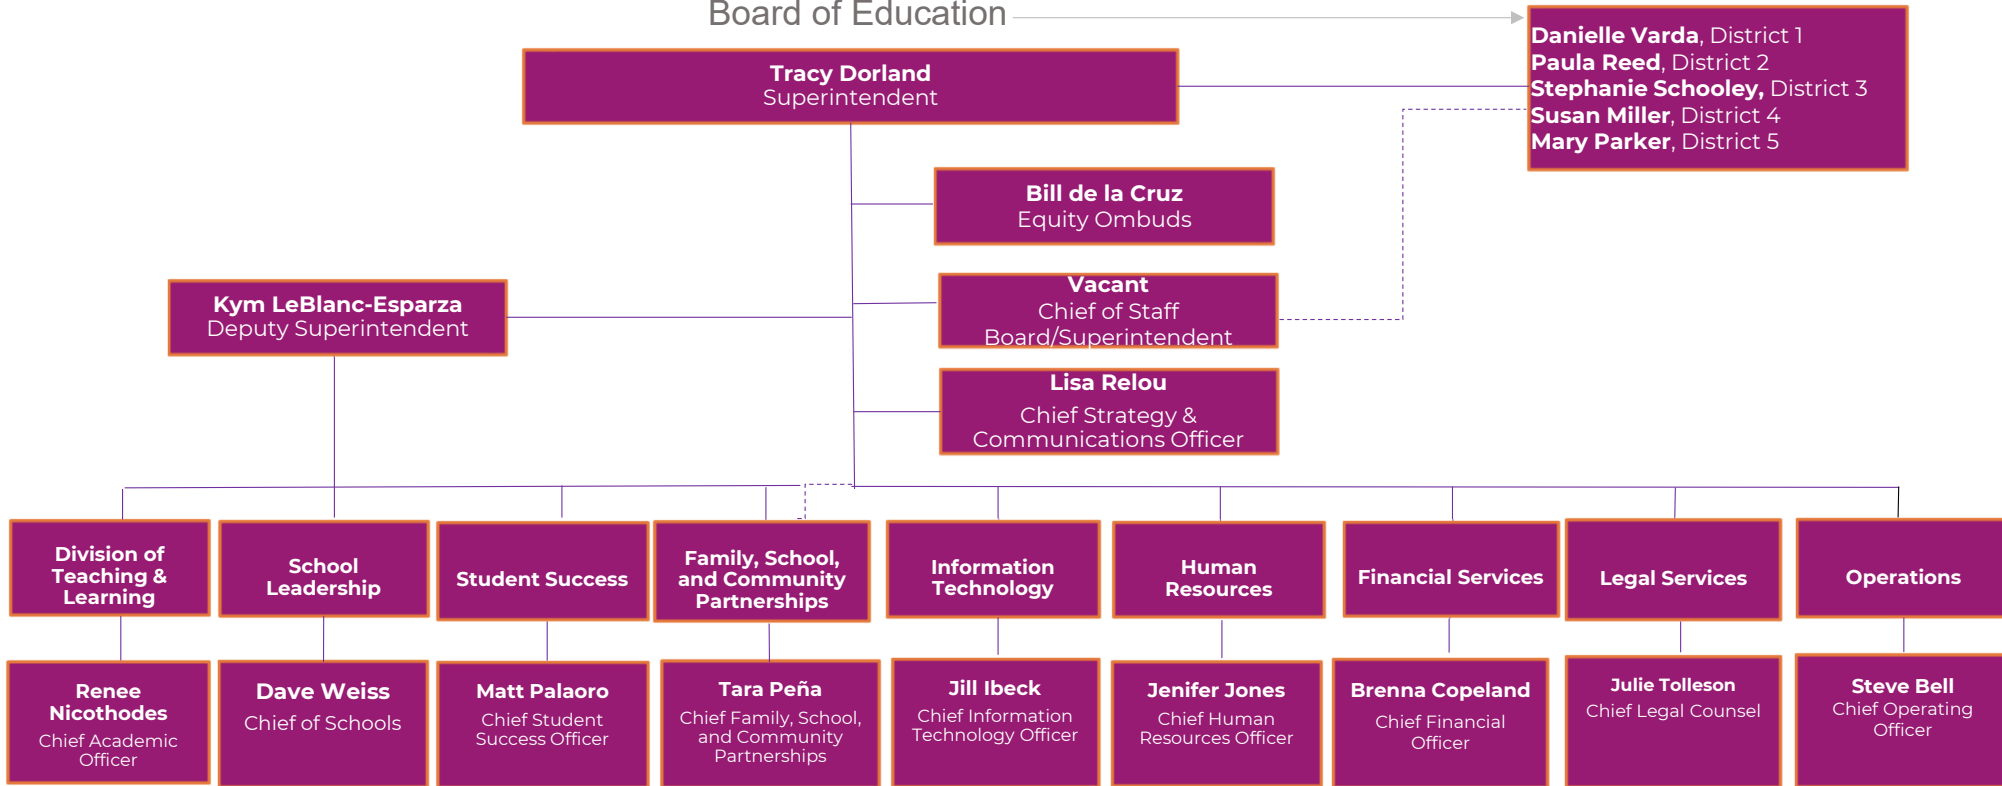 Board of Education
Danielle Varda, District 1
Paula Reed, District 2
Stephanie Schooley, District 3
Susan Miller, District 4
Mary Parker, District 5
Tracy Dorland
Superintendent
Bill de la Cruz
Equity Ombuds
Vacant
Chief of Staff
Board/Superintendent
Kym LeBlanc-Esparza
Deputy Superintendent
Lisa Relou
Chief Strategy &
Communications Officer
Division of
Teaching &
Learning
School
Leadership
Student Success
Family, School,
and Community
Partnerships
Information
Technology
Human
Resources
Financial Services
Legal Services
Operations
Renee
Nicothodes
Chief Academic
Officer
Dave Weiss
Chief of Schools
Matt Palaoro
Chief Student
Success Officer
Tara Peña
Chief Family, School,
and Community
Partnerships
Jill Ibeck
Chief Information
Technology Officer
Jenifer Jones
Chief Human
Resources Officer
Brenna Copeland
Chief Financial
Officer
Julie Tolleson
Chief Legal Counsel
Steve Bell
Chief Operating
Officer